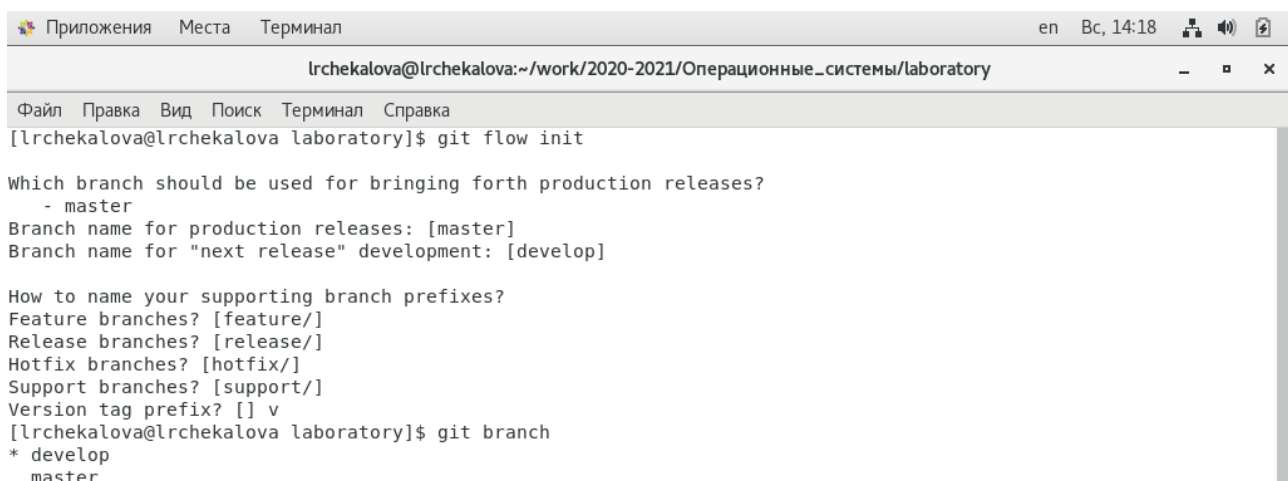 Приложения Места Терминал en Вс, 14:18
lrchekalova@lrchekalova:~/work/2020-2021/Операционные_системы/laboratory
Файл Правка Вид Поиск Терминал Справка
[lrchekalova@lrchekalova laboratory]$ git flow init
Which branch should be used for bringing forth production releases?
   - master
Branch name for production releases: [master]
Branch name for "next release" development: [develop]
How to name your supporting branch prefixes?
Feature branches? [feature/]
Release branches? [release/]
Hotfix branches? [hotfix/]
Support branches? [support/]
Version tag prefix? [] v
[lrchekalova@lrchekalova laboratory]$ git branch
* develop
  master